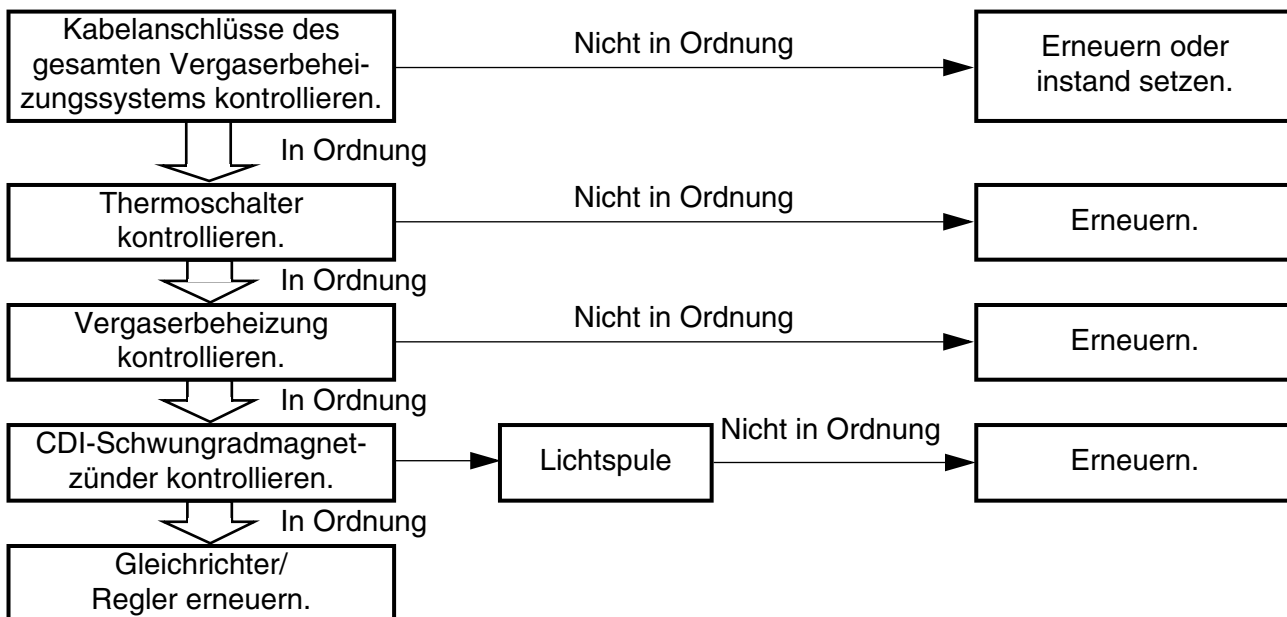 Kabelanschlüsse des
gesamten Vergaserbehei-
zungssystems kontrollieren.
Nicht in Ordnung
Erneuern oder
instand setzen.
In Ordnung
Thermoschalter
kontrollieren.
Nicht in Ordnung
Erneuern.
In Ordnung
Vergaserbeheizung
kontrollieren.
Nicht in Ordnung
Erneuern.
In Ordnung
CDI-Schwungradmagnet-
zünder kontrollieren.
Lichtspule
Nicht in Ordnung
Erneuern.
In Ordnung
Gleichrichter/
Regler erneuern.